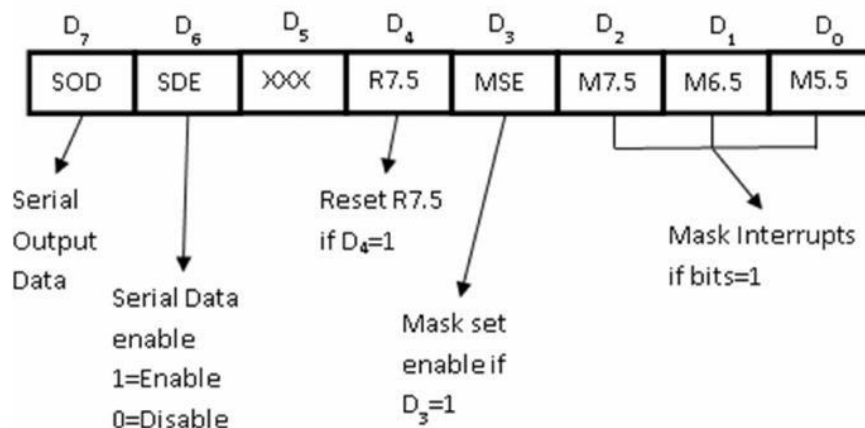 D₇ D₆ D₅ D₄ D₃ D₂ D₁ D₀
SOD SDE XXX R7.5 MSE M7.5 M6.5 M5.5
Serial
Output
Data
Serial Data
enable
1=Enable
0=Disable
Reset R7.5
if D₄=1
Mask set
enable if
D₃=1
Mask Interrupts
if bits=1